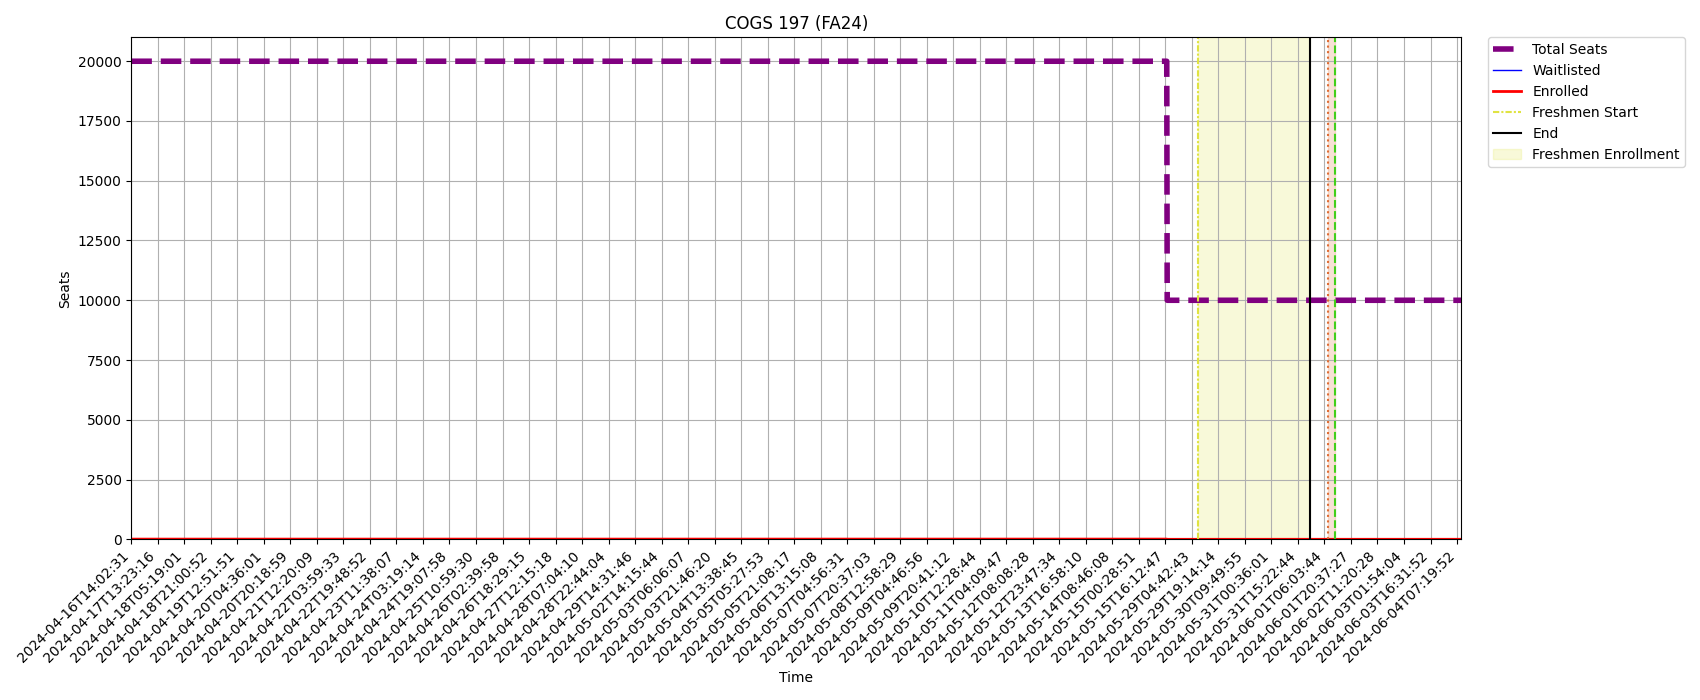 COGS 197 (FA24)
Total Seats
Waitlisted
Enrolled
Freshmen Start
End
Freshmen Enrollment
Seats
20000
17500
15000
12500
10000
7500
5000
2500
0
2024-04-16T14:02:31
2024-04-17T13:23:16
2024-04-18T05:19:01
2024-04-18T21:00:52
2024-04-19T12:51:51
2024-04-20T04:36:01
2024-04-20T20:18:59
2024-04-21T12:20:09
2024-04-22T03:59:33
2024-04-22T19:48:52
2024-04-23T11:38:07
2024-04-24T03:19:14
2024-04-24T19:07:58
2024-04-25T10:59:30
2024-04-26T02:39:58
2024-04-26T18:29:15
2024-04-27T12:15:18
2024-04-28T07:04:10
2024-04-28T22:44:04
2024-04-29T14:31:46
2024-05-02T14:15:44
2024-05-03T06:06:07
2024-05-03T21:46:20
2024-05-04T13:38:45
2024-05-05T05:27:53
2024-05-05T21:08:17
2024-05-06T13:15:08
2024-05-07T04:56:31
2024-05-07T20:37:03
2024-05-08T12:58:29
2024-05-09T04:46:56
2024-05-09T20:41:12
2024-05-10T12:28:44
2024-05-11T04:09:47
2024-05-12T08:08:28
2024-05-12T23:47:34
2024-05-13T16:58:10
2024-05-14T08:46:08
2024-05-15T00:28:51
2024-05-15T16:12:47
2024-05-29T04:42:43
2024-05-29T19:14:14
2024-05-30T09:49:55
2024-05-31T00:36:01
2024-05-31T15:22:44
2024-06-01T06:03:44
2024-06-01T20:37:27
2024-06-02T11:20:28
2024-06-03T01:54:04
2024-06-03T16:31:52
2024-06-04T07:19:52
Time